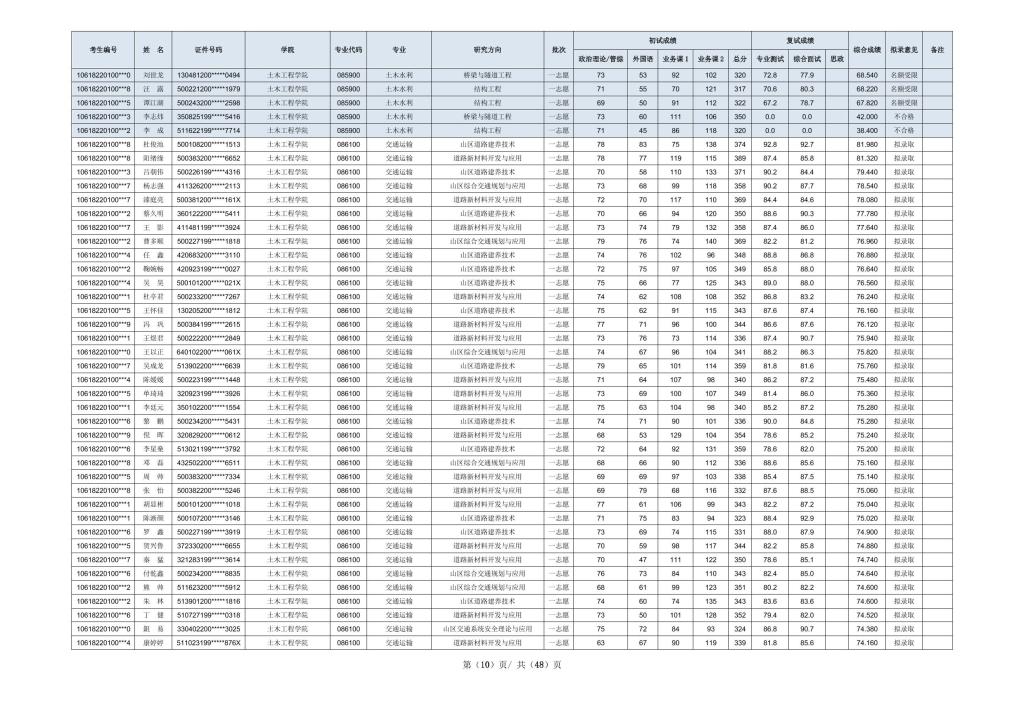 考生编号 姓 名 证件号码 学院 专业代码 专业 研究方向 批次 初试成绩 复试成绩 综合成绩 拟录意见 备注
政治理论/管综 外国语 业务课1 业务课2 总分 专业测试 综合面试 思政
10618220100***0 刘世龙 130481200*****0494 土木工程学院 085900 土木水利 桥梁与隧道工程 一志愿 73 53 92 102 320 72.8 77.9 68.540 名额受限
10618220100***8 汪 露 500221199*****1979 土木工程学院 085900 土木水利 结构工程 一志愿 71 55 70 121 317 70.6 80.3 68.220 名额受限
10618220100***5 谭江湖 500243200*****2598 土木工程学院 085900 土木水利 结构工程 一志愿 69 50 91 112 322 67.2 78.7 67.820 名额受限
10618220100***3 李志炜 350825199*****5416 土木工程学院 085900 土木水利 桥梁与隧道工程 一志愿 73 60 111 106 350 0.0 0.0 42.000 不合格
10618220100***2 李 成 511622199*****7714 土木工程学院 085900 土木水利 结构工程 一志愿 71 45 86 118 320 0.0 0.0 38.400 不合格
10618220100***8 杜俊池 500108200*****1513 土木工程学院 086100 交通运输 山区道路建养技术 一志愿 78 83 75 138 374 92.8 92.7 81.980 拟录取
10618220100***8 阳绪缘 500383200*****6652 土木工程学院 086100 交通运输 道路新材料开发与应用 一志愿 78 77 119 115 389 87.4 85.8 81.320 拟录取
10618220100***3 吕朝伟 500226199*****4316 土木工程学院 086100 交通运输 山区道路建养技术 一志愿 70 58 110 133 371 90.2 84.4 79.440 拟录取
10618220100***7 杨志强 411326200*****2113 土木工程学院 086100 交通运输 山区综合交通规划与应用 一志愿 73 68 99 118 358 90.2 87.7 78.540 拟录取
10618220100***7 漆庭亮 500381200*****161X 土木工程学院 086100 交通运输 道路新材料开发与应用 一志愿 72 70 117 110 369 84.4 84.6 78.080 拟录取
10618220100***2 蔡久明 360122200*****5411 土木工程学院 086100 交通运输 山区道路建养技术 一志愿 70 66 94 120 350 88.6 90.3 77.780 拟录取
10618220100***7 王 影 411481199*****3924 土木工程学院 086100 交通运输 道路新材料开发与应用 一志愿 73 74 79 132 358 87.4 86.0 77.640 拟录取
10618220100***2 曹多顺 500227199*****1818 土木工程学院 086100 交通运输 山区综合交通规划与应用 一志愿 79 76 74 140 369 82.2 81.2 76.960 拟录取
10618220100***4 任 鑫 420683200*****3110 土木工程学院 086100 交通运输 山区道路建养技术 一志愿 74 76 102 96 348 88.8 86.8 76.880 拟录取
10618220100***2 鞠婉畅 420923199*****0027 土木工程学院 086100 交通运输 山区道路建养技术 一志愿 72 75 97 105 349 85.8 88.0 76.640 拟录取
10618220100***4 吴 昊 500101200*****021X 土木工程学院 086100 交通运输 山区道路建养技术 一志愿 75 66 77 125 343 89.0 88.0 76.560 拟录取
10618220100***1 杜亭君 500233200*****7267 土木工程学院 086100 交通运输 道路新材料开发与应用 一志愿 74 62 108 108 352 86.8 83.2 76.240 拟录取
10618220100***5 王怀佳 130205200*****1812 土木工程学院 086100 交通运输 山区道路建养技术 一志愿 75 62 91 115 343 87.6 87.4 76.160 拟录取
10618220100***9 冯 巩 500384199*****2615 土木工程学院 086100 交通运输 道路新材料开发与应用 一志愿 77 71 96 100 344 86.6 87.6 76.120 拟录取
10618220100***1 王煜君 500222200*****2849 土木工程学院 086100 交通运输 道路新材料开发与应用 一志愿 73 76 73 114 336 87.4 90.7 75.940 拟录取
10618220100***0 王以正 640102200*****061X 土木工程学院 086100 交通运输 山区综合交通规划与应用 一志愿 74 67 96 104 341 88.2 86.3 75.820 拟录取
10618220100***7 吴成龙 513902200*****6639 土木工程学院 086100 交通运输 山区道路建养技术 一志愿 79 65 101 114 359 81.8 81.6 75.760 拟录取
10618220100***4 陈媛媛 500223199*****1448 土木工程学院 086100 交通运输 道路新材料开发与应用 一志愿 71 64 107 98 340 86.2 87.2 75.480 拟录取
10618220100***5 单琦琦 320923199*****3926 土木工程学院 086100 交通运输 道路新材料开发与应用 一志愿 73 69 100 107 349 81.4 86.0 75.360 拟录取
10618220100***1 李廷元 350102200*****1554 土木工程学院 086100 交通运输 道路新材料开发与应用 一志愿 75 63 104 98 340 85.2 87.2 75.280 拟录取
10618220100***6 黎 鹏 500234200*****5431 土木工程学院 086100 交通运输 山区道路建养技术 一志愿 74 71 90 101 336 90.0 84.8 75.280 拟录取
10618220100***9 倪 晖 320829200*****0612 土木工程学院 086100 交通运输 道路新材料开发与应用 一志愿 68 53 129 104 354 78.6 85.2 75.240 拟录取
10618220100***6 李星燊 513021199*****3792 土木工程学院 086100 交通运输 山区道路建养技术 一志愿 72 64 92 131 359 78.6 82.0 75.200 拟录取
10618220100***8 邓 磊 432502200*****6511 土木工程学院 086100 交通运输 山区综合交通规划与应用 一志愿 68 66 90 112 336 88.6 85.6 75.160 拟录取
10618220100***5 周 帅 500383200*****7334 土木工程学院 086100 交通运输 道路新材料开发与应用 一志愿 69 69 97 103 338 85.4 87.5 75.140 拟录取
10618220100***8 张 怡 500382200*****5246 土木工程学院 086100 交通运输 道路新材料开发与应用 一志愿 69 79 68 116 332 87.6 88.5 75.060 拟录取
10618220100***1 胡显彬 500101200*****1018 土木工程学院 086100 交通运输 道路新材料开发与应用 一志愿 77 61 106 99 343 82.2 87.2 75.040 拟录取
10618220100***1 陈涵颀 500107200*****3146 土木工程学院 086100 交通运输 山区道路建养技术 一志愿 71 75 83 94 323 88.4 92.9 75.020 拟录取
10618220100***6 罗 鑫 500227199*****3919 土木工程学院 086100 交通运输 山区道路建养技术 一志愿 73 69 74 115 331 88.0 87.9 74.900 拟录取
10618220100***5 贺兴鲁 372330200*****6655 土木工程学院 086100 交通运输 道路新材料开发与应用 一志愿 70 59 98 117 344 82.2 85.8 74.880 拟录取
10618220100***7 秦 猛 321283199*****3614 土木工程学院 086100 交通运输 道路新材料开发与应用 一志愿 70 47 111 122 350 78.6 85.1 74.740 拟录取
10618220100***6 付乾鑫 500234200*****8835 土木工程学院 086100 交通运输 山区综合交通规划与应用 一志愿 76 73 84 110 343 82.4 85.0 74.640 拟录取
10618220100***2 熊 帅 511623200*****5912 土木工程学院 086100 交通运输 山区综合交通规划与应用 一志愿 68 61 99 123 351 80.2 82.2 74.600 拟录取
10618220100***2 朱 林 513901200*****1816 土木工程学院 086100 交通运输 山区道路建养技术 一志愿 74 60 74 135 343 83.6 83.6 74.600 拟录取
10618220100***6 丁 健 510727199*****0318 土木工程学院 086100 交通运输 道路新材料开发与应用 一志愿 73 50 101 128 352 79.4 82.0 74.520 拟录取
10618220100***0 易 330402200*****3025 土木工程学院 086100 交通运输 山区交通系统安全理论与应用 一志愿 75 72 84 93 324 86.8 90.7 74.380 拟录取
10618220100***4 康婷婷 511023199*****876X 土木工程学院 086100 交通运输 道路新材料开发与应用 一志愿 63 67 90 119 339 81.8 85.6 74.160 拟录取
第（10）页/ 共（48）页